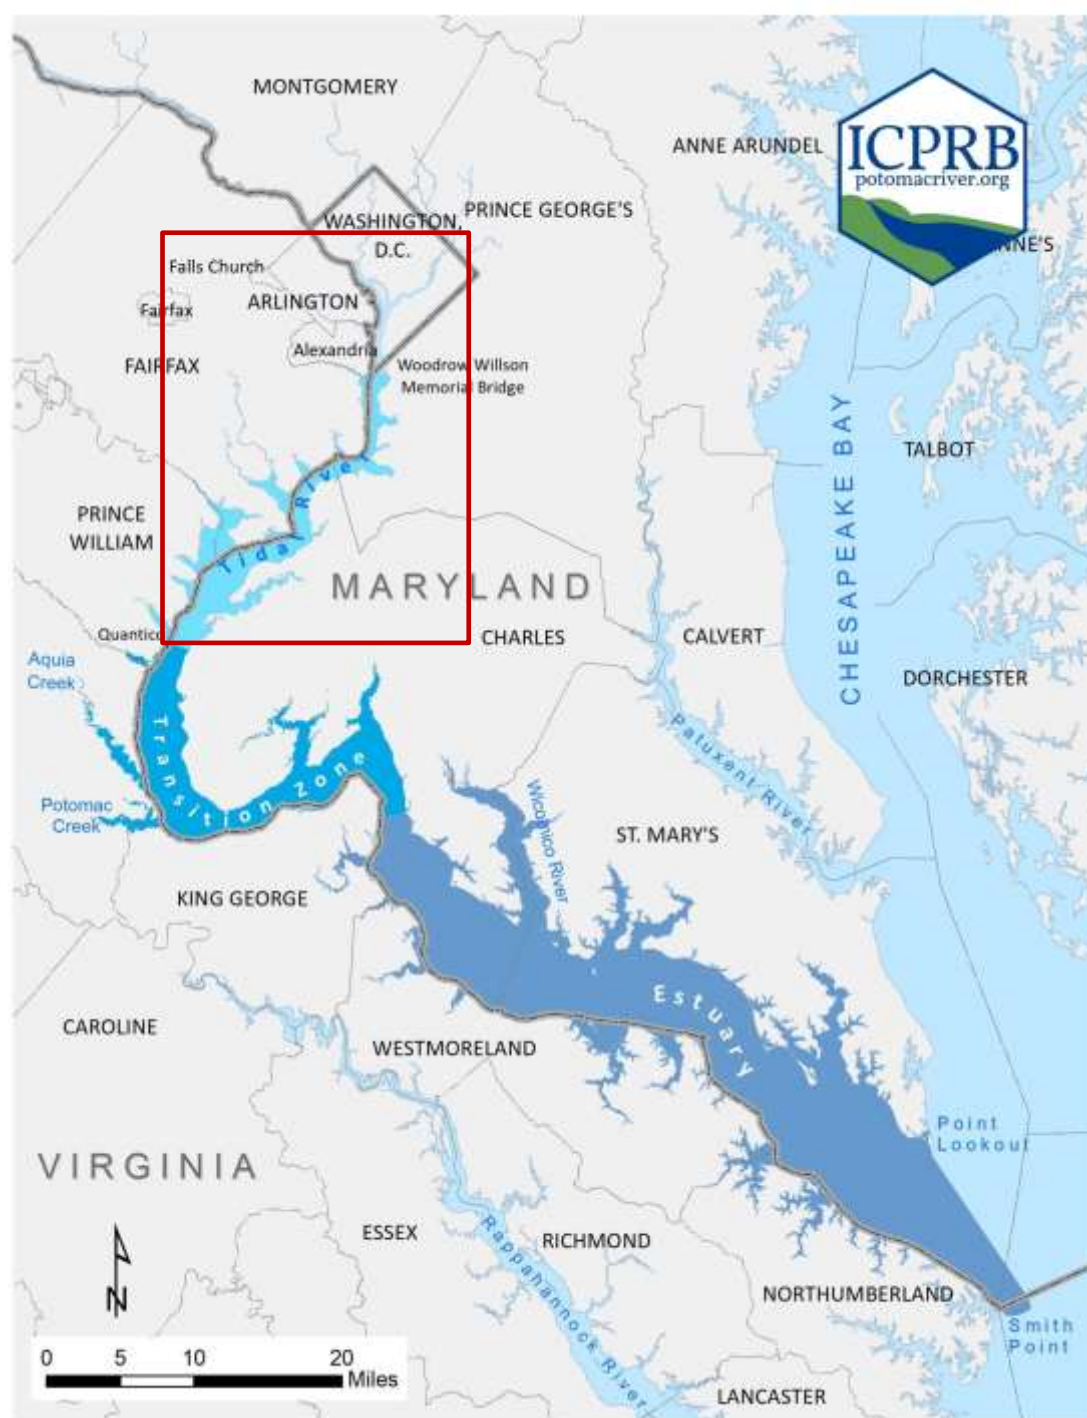 MONTGOMERY
ICPRB
potomacriver.org
ANNE ARUNDEL
PRINCE GEORGE'S
WASHINGTON,
D.C.
NNE'S
Falls Church
ARLINGTON
Fairfax
Alexandria
FAIRFAX
Woodrow Willson
Memorial Bridge
CHESAPEAKE BAY
TALBOT
Tidal River
PRINCE
WILLIAM
MARYLAND
Quantico
CHARLES
CALVERT
Aquia
Creek
DORCHESTER
Transition Zone
Patuxent River
Potomac
Creek
Wicomico River
ST. MARY'S
KING GEORGE
Estuary
CAROLINE
WESTMORELAND
Point
Lookout
VIRGINIA
ESSEX
Rappahannock River
RICHMOND
N
NORTHUMBERLAND
Smith
Point
0 5 10 20
Miles
LANCASTER